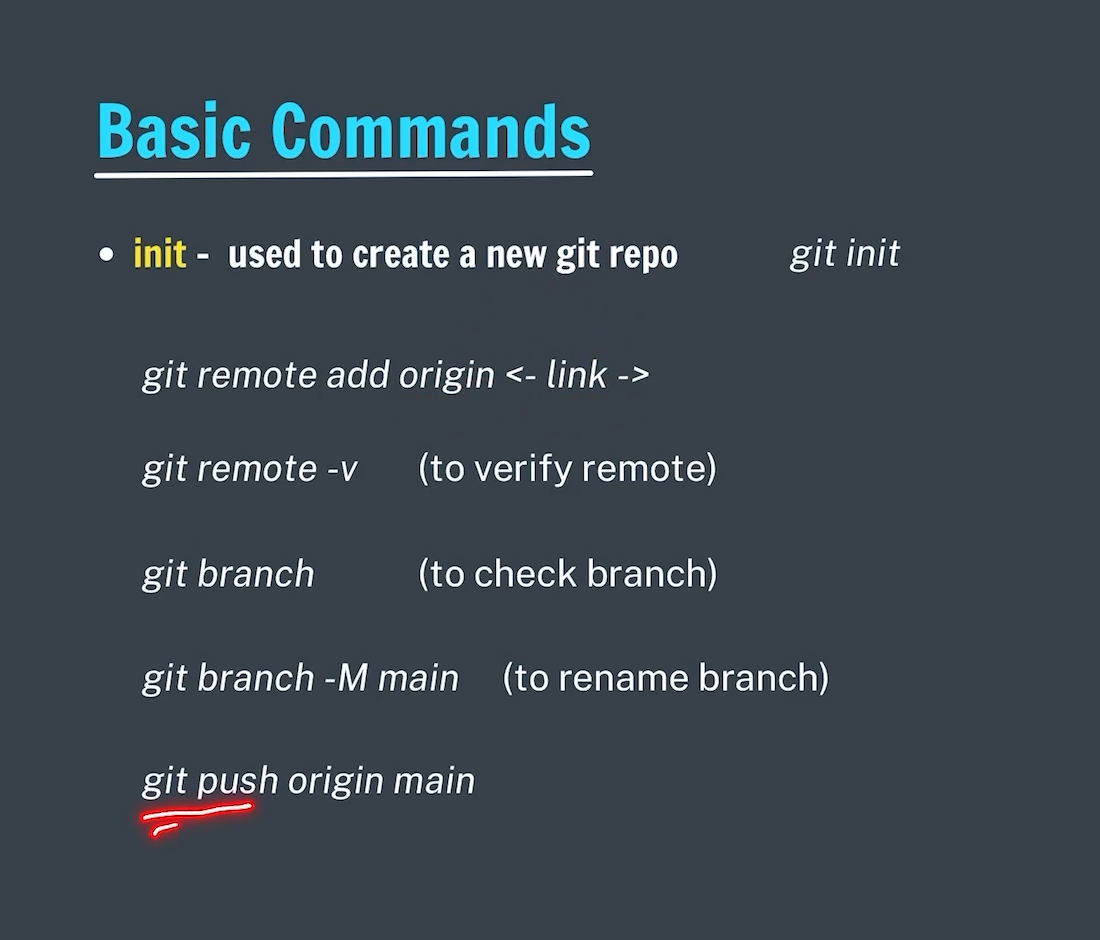 Basic Commands
• init - used to create a new git repo git init
git remote add origin <- link ->
git remote -v (to verify remote)
git branch (to check branch)
git branch -M main (to rename branch)
git push origin main